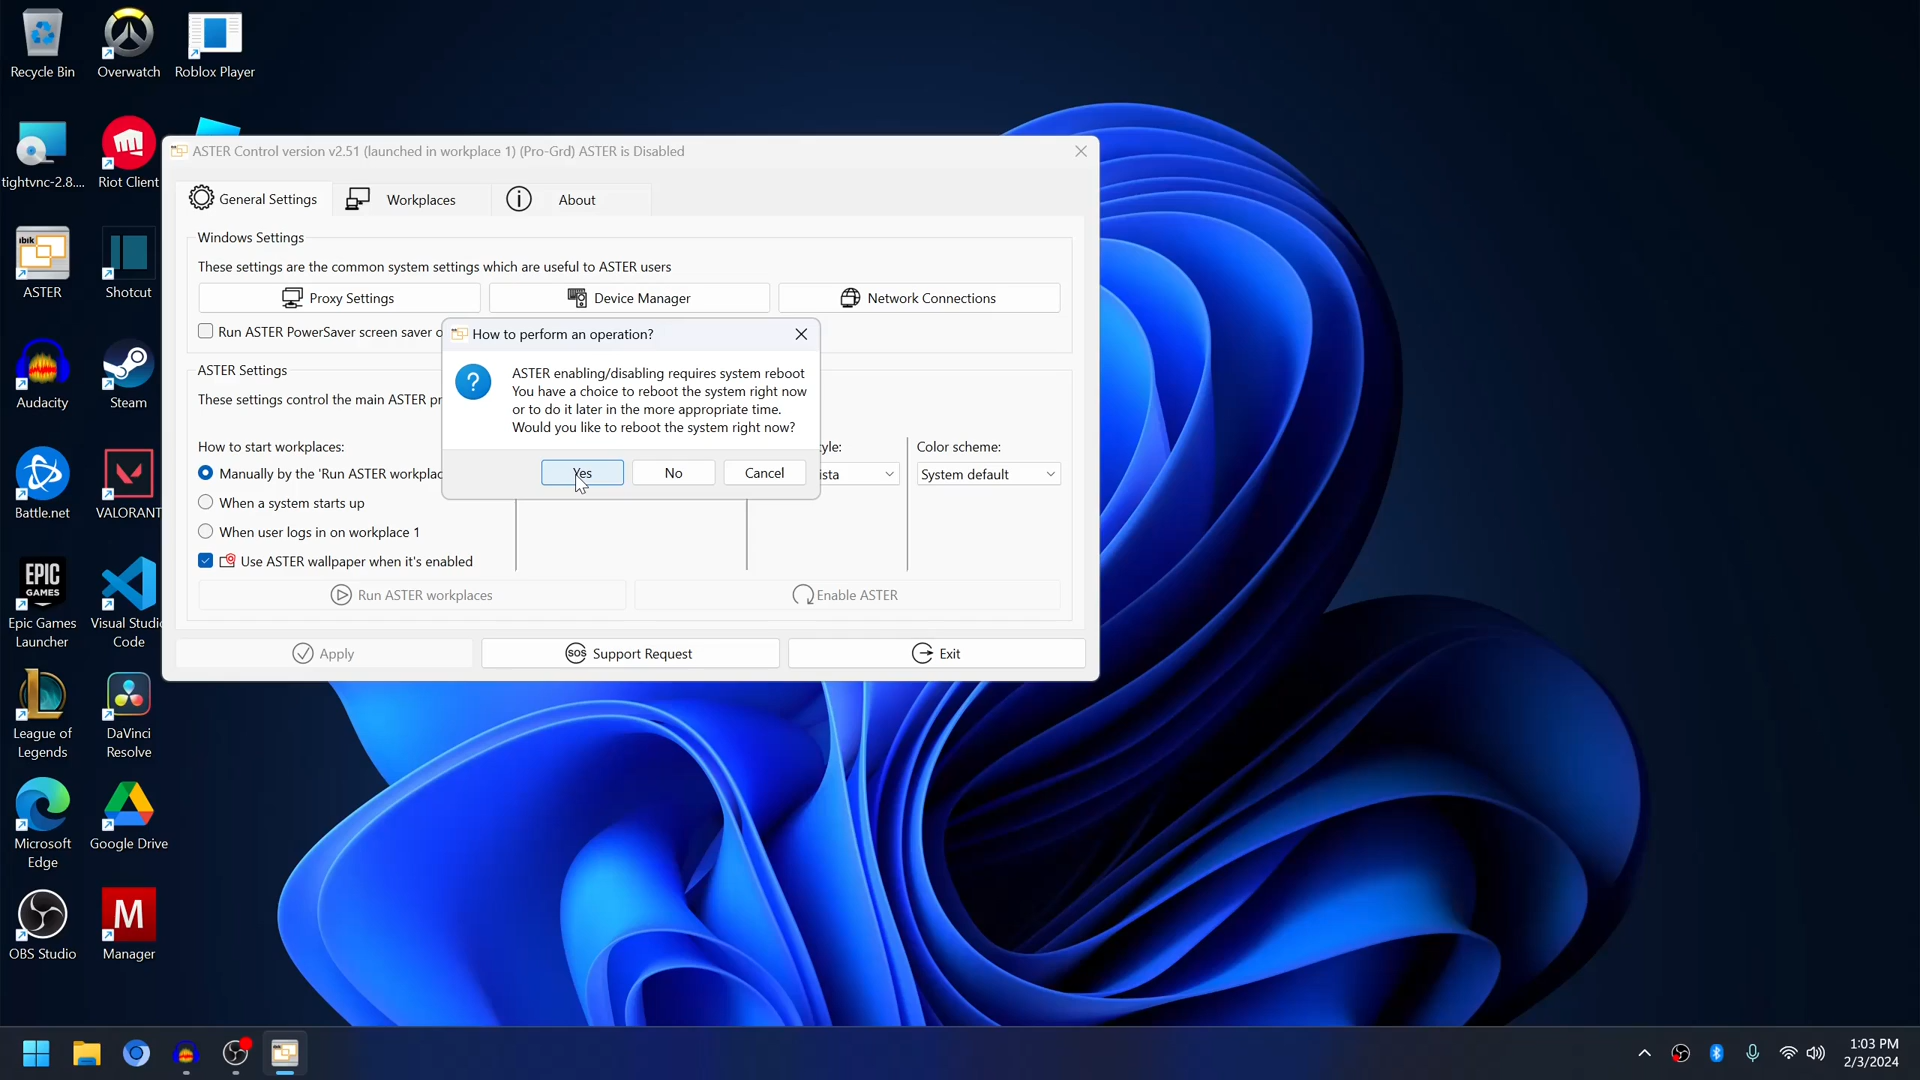 Recycle Bin
Overwatch
Roblox Player
tightvnc-2.8....
Riot Client
ibik
ASTER
Shotcut
Audacity
Steam
Battle.net
VALORANT
EPIC
GAMES
Epic Games
Launcher
Visual Studio
Code
League of
Legends
DaVinci
Resolve
Microsoft
Edge
Google Drive
OBS Studio
M
Manager
ASTER Control version v2.51 (launched in workplace 1) (Pro-Grd) ASTER is Disabled
General Settings
Workplaces
About
Windows Settings
These settings are the common system settings which are useful to ASTER users
Proxy Settings
Device Manager
Network Connections
Run ASTER PowerSaver screen saver
ASTER Settings
These settings control the main ASTER
How to start workplaces:
Manually by the 'Run ASTER
When a system starts up
When user logs in on workplace 1
Use ASTER wallpaper when it's enabled
Color scheme:
System default
Run ASTER workplaces
Enable ASTER
Apply
SOS Support Request
Exit
How to perform an operation?
ASTER enabling/disabling requires system reboot
You have a choice to reboot the system right now
or to do it later in the more appropriate time.
Would you like to reboot the system right now?
Yes
No
Cancel
1:03 PM
2/3/2024